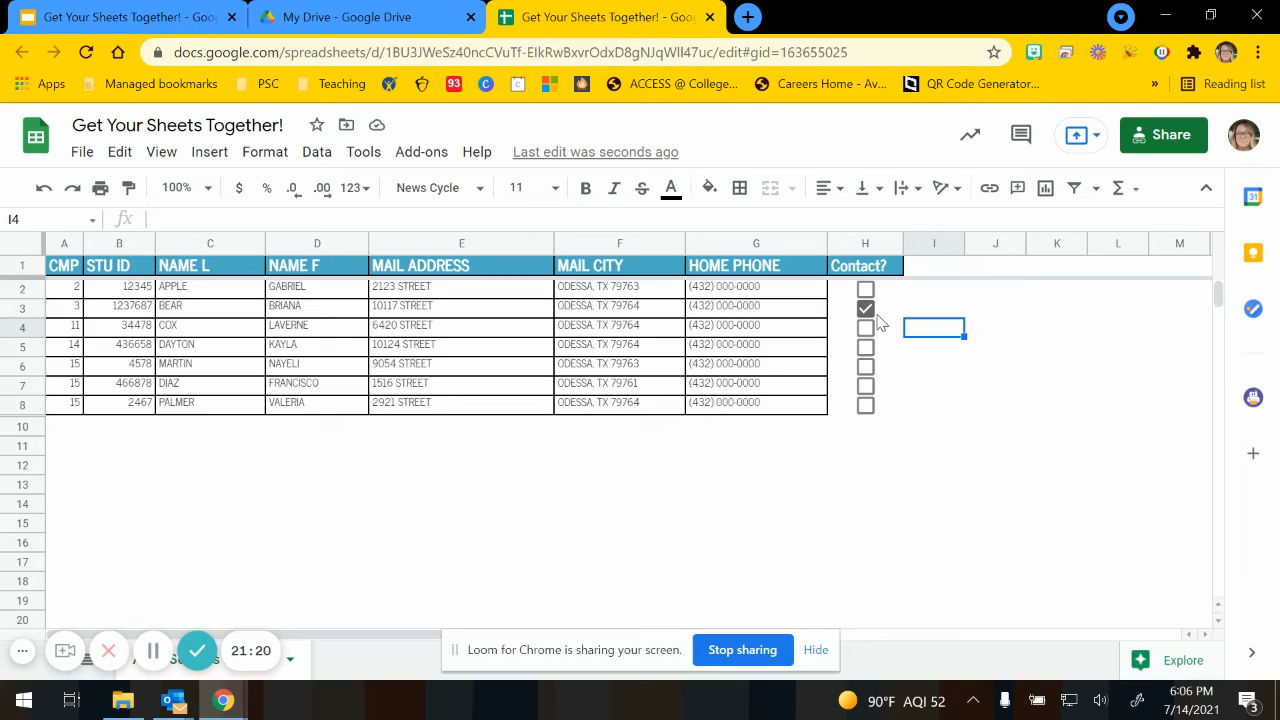 Get Your Sheets Together! - Goo
My Drive - Google Drive
Get Your Sheets Together! - Goo
docs.google.com/spreadsheets/d/1BU3JWeSz40ncCVuTf-EIkRwBxvrOdxD8gNJqWIl47uc/edit#gid=163655025
Apps
Managed bookmarks
PSC
Teaching
93
ACCESS @ College...
Careers Home - Av...
QR Code Generator...
»
Reading list
Get Your Sheets Together!
File Edit View Insert Format Data Tools Add-ons Help Last edit was seconds ago
Share
100% $ % .0 .00 123 News Cycle 11 B I S A
I4 fx
A B C D E F G H I J K L M
1 CMP STU ID NAME L NAME F MAIL ADDRESS MAIL CITY HOME PHONE Contact?
2 2 12345 APPLE GABRIEL 2123 STREET ODESSA, TX 79763 (432) 000-0000
3 3 1237687 BEAR BRIANA 10117 STREET ODESSA, TX 79764 (432) 000-0000
4 11 34478 COX LAVERNE 6420 STREET ODESSA, TX 79764 (432) 000-0000
5 14 436658 DAYTON KAYLA 10124 STREET ODESSA, TX 79764 (432) 000-0000
6 15 4578 MARTIN NAYELI 9054 STREET ODESSA, TX 79763 (432) 000-0000
7 15 466878 DIAZ FRANCISCO 1516 STREET ODESSA, TX 79761 (432) 000-0000
8 15 2467 PALMER VALERIA 2921 STREET ODESSA, TX 79764 (432) 000-0000
10
11
12
13
14
15
16
17
18
19
20
21:20
Loom for Chrome is sharing your screen.
Stop sharing
Hide
Explore
90°F AQI 52
6:06 PM
7/14/2021
3